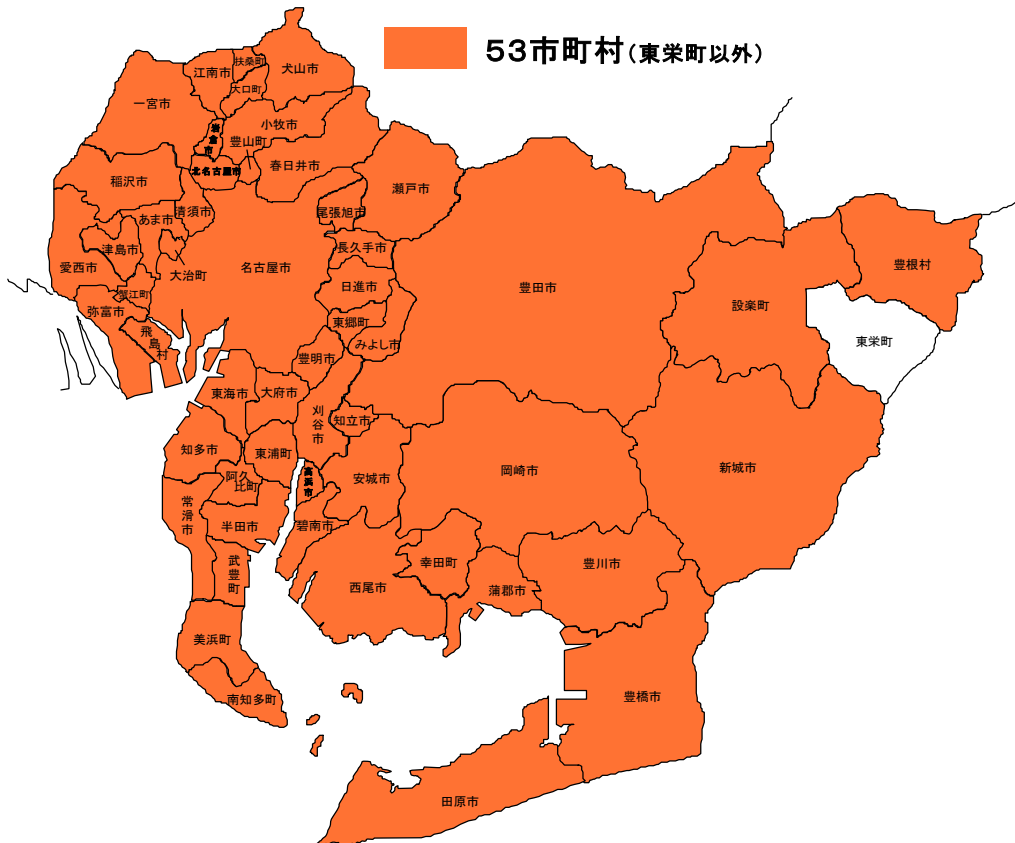 53市町村(東栄町以外)
扶桑町
犬山市
江南市
大口町
一宮市
岩倉市
小牧市
豊山町
北名古屋市
春日井市
稲沢市
瀬戸市
清須市
尾張旭市
あま市
津島市
長久手市
愛西市
大治町
名古屋市
日進市
豊田市
設楽町
豊根村
蟹江町
弥富市
飛島村
東郷町
みよし市
東栄町
豊明市
東海市
大府市
刈谷市
知立市
知多市
東浦町
阿久比町
高浜市
安城市
岡崎市
新城市
常滑市
半田市
碧南市
武豊町
西尾市
幸田町
蒲郡市
豊川市
美浜町
南知多町
豊橋市
田原市